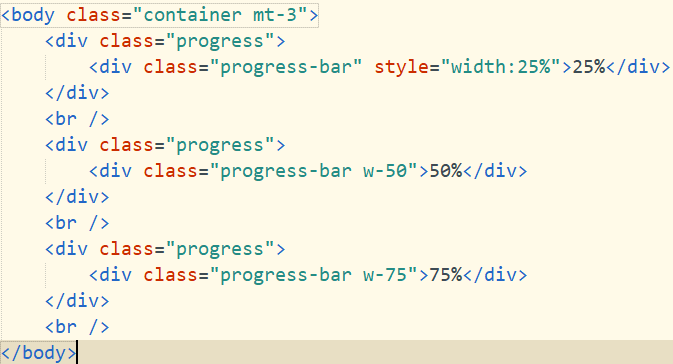 <body class="container mt-3">
    <div class="progress">
        <div class="progress-bar" style="width:25%">25%</div>
    </div>
    <br />
    <div class="progress">
        <div class="progress-bar w-50">50%</div>
    </div>
    <br />
    <div class="progress">
        <div class="progress-bar w-75">75%</div>
    </div>
    <br />
</body>